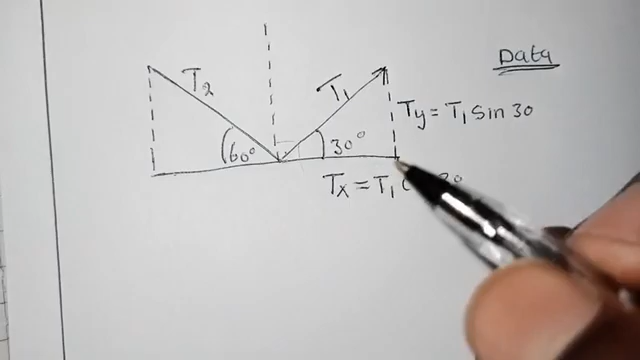 Data
T2
T1
Ty = T1 Sin 30
60°
30°
Tx = T1